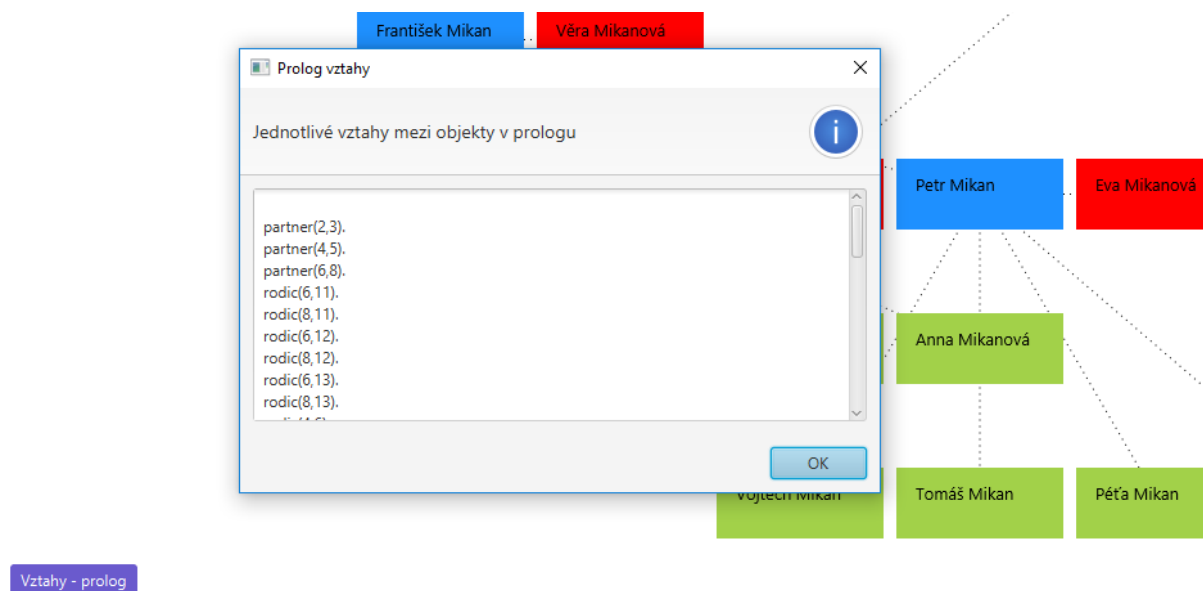 František Mikan
Věra Mikanová
Prolog vztahy
Jednotlivé vztahy mezi objekty v prologu
partner(2,3).
partner(4,5).
partner(6,8).
rodic(6,11).
rodic(8,11).
rodic(6,12).
rodic(8,12).
rodic(6,13).
rodic(8,13).
OK
Petr Mikan
Eva Mikanová
Anna Mikanová
Vojtěch Mikan
Tomáš Mikan
Péťa Mikan
Vztahy - prolog